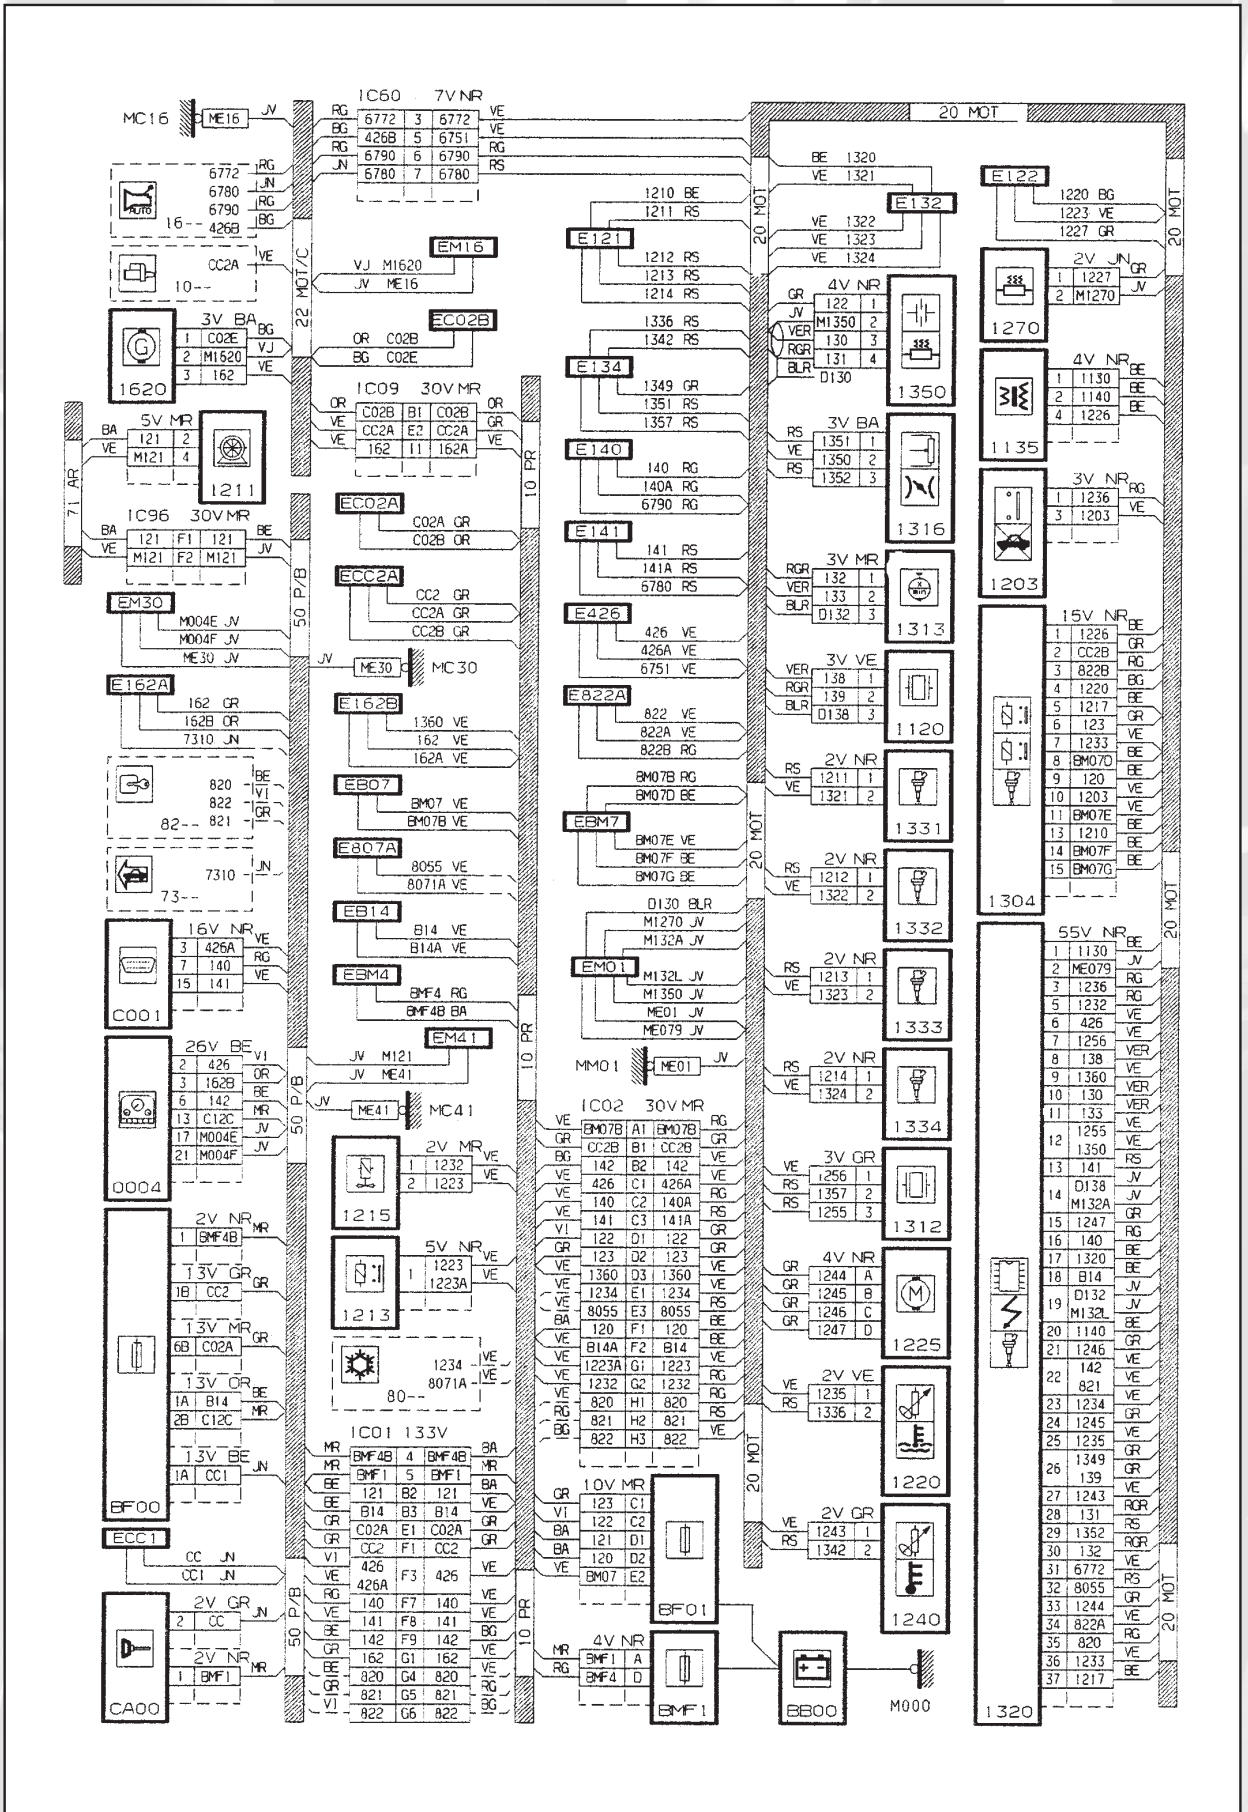 20 MOT
MC16
ME16
JV
IC60 7V NR
RG 6772 3 6772 VE
BG 426B 5 6751 VE
RG 6790 6 6790 RG
JN 6780 7 6780 RS
6772 RG
6780 JN
6790 RG
16-- 426B BG
AUTO
CC2A VE
10--
22 MOT/C
EM16
VJ M1620
JV ME16
EC02B
OR C02B
BG C02E
3V BA
1 C02E BG
2 M1620 VJ
3 162 VE
G
1620
IC09 30V MR
OR C02B B1 C02B OR
VE CC2A E2 CC2A GR
VE 162 I1 162A VE
5V MR
BA 121 2
VE M121 4
1211
71 AR
IC96 30V MR
BA 121 F1 121 BE
VE M121 F2 M121 JV
10 PR
50 P/B
EC02A
C02A GR
C02B OR
ECC2A
CC2 GR
CC2A GR
CC2B GR
EM30
M004E JV
M004F JV
ME30 JV
JV ME30 MC30
E162A
162 GR
162B OR
7310 JN
E162B
1360 VE
162 VE
162A VE
820 BE
822 VI
821 GR
82--
EB07
BM07 VE
BM07B VE
7310 JN
73--
E807A
8055 VE
8071A VE
EB14
B14 VE
B14A VE
EBM4
BMF4 RG
BMF4B BA
EM41
JV M121
JV ME41
JV ME41 MC41
16V NR
3 426A VE
7 140 RG
15 141 VE
C001
26V BE
2 426 VI
3 162B OR
6 142 BE
13 C12C MR
17 M004E JV
21 M004F JV
0004
50 P/B
10 PR
2V MR
1 1232 VE
2 1223 VE
1215
5V NR
1 1223 VE
1223A VE
1213
1234 VE
8071A VE
80--
2V NR
1 BMF4B MR
13V GR
1B CC2 GR
13V MR
6B C02A GR
13V OR
1A B14 BE
2B C12C MR
13V BE
1A CC1 JN
BF00
ECC1
CC JN
CC1 JN
2V GR
2 CC JN
2V NR
1 BMF1 MR
CA00
50 P/B
IC01 133V
MR BMF4B 4 BMF4B BA
MR BMF1 5 BMF1 MR
BE 121 B2 121 BA
BE B14 B3 B14 VE
GR C02A E1 C02A GR
GR CC2 F1 CC2 GR
VI 426
VE 426A F3 426 VE
RG 140 F7 140 VE
VE 141 F8 141 VE
BE 142 F9 142 BG
GR 162 G1 162 VE
BE 820 G4 820 VE
GR 821 G5 821 RG
VI 822 G6 822 BG
10 PR
1210 BE
1211 RS
E121
1212 RS
1213 RS
1214 RS
1336 RS
1342 RS
E134
1349 GR
1351 RS
1357 RS
E140
140 RG
140A RG
6790 RG
E141
141 RS
141A RS
6780 RS
E426
426 VE
426A VE
6751 VE
E822A
822 VE
822A VE
822B RG
BM07B RG
BM07D BE
EBM7
BM07E VE
BM07F BE
BM07G BE
D130 BLR
M1270 JV
M132A JV
EM01
M132L JV
M1350 JV
ME01 JV
ME079 JV
MM01 ME01 JV
20 MOT
20 MOT
IC02 30V MR
VE BM07B A1 BM07B RG
GR CC2B B1 CC2B GR
BG 142 B2 142 VE
VE 426 C1 426A VE
VE 140 C2 140A RG
VE 141 C3 141A RS
VI 122 D1 122 GR
GR 123 D2 123 GR
VE 1360 D3 1360 VE
VE 1234 E1 1234 VE
VE 8055 E3 8055 RS
BA 120 F1 120 BE
VE B14A F2 B14 BE
VE 1223A G1 1223 VE
VE 1232 G2 1232 RG
VE 820 H1 820 RG
RG 821 H2 821 RS
BG 822 H3 822 VE
20 MOT
10V MR
GR 123 C1
VI 122 C2
BA 121 D1
BA 120 D2
VE BM07 E2
BF01
4V NR
MR BMF1 A
RG BMF4 D
BMF1
BB00
M000
BE 1320
VE 1321
E132
VE 1322
VE 1323
VE 1324
4V NR
GR 122 1
JV M1350 2
VER 130 3
RGR 131 4
BLR D130
1350
3V BA
RS 1351 1
VE 1350 2
RS 1352 3
1316
3V MR
RGR 132 1
VER 133 2
BLR D132 3
x/min
1313
3V VE
VER 138 1
RGR 139 2
BLR D138 3
1120
2V NR
RS 1211 1
VE 1321 2
1331
2V NR
RS 1212 1
VE 1322 2
1332
2V NR
RS 1213 1
VE 1323 2
1333
2V NR
RS 1214 1
VE 1324 2
1334
3V GR
VE 1256 1
RS 1357 2
RS 1255 3
1312
4V NR
GR 1244 A
GR 1245 B
GR 1246 C
GR 1247 D
M
1225
2V VE
VE 1235 1
RS 1336 2
1220
2V GR
VE 1243 1
RS 1342 2
1240
E122
1220 BG
1223 VE
1227 GR
20 MOT
2V JN
1 1227 GR
2 M1270 JV
1270
4V NR
1 1130 BE
2 1140 BE
4 1226 BE
1135
3V NR
1 1236 RG
3 1203 VE
1203
15V NR
1 1226 BE
2 CC2B GR
3 822B RG
4 1220 BG
5 1217 BE
6 123 GR
7 1233 VE
8 BM07D BE
9 120 BE
10 1203 VE
11 BM07E VE
13 1210 BE
14 BM07F BE
15 BM07G BE
1304
20 MOT
55V NR
1 1130 BE
2 ME079 JV
3 1236 RG
5 1232 RG
6 426 VE
7 1256 VE
8 138 VER
9 1360 VE
10 130 VER
11 133 VER
12 1255 VE
1350 VE
13 141 RS
14 D138 JV
M132A JV
15 1247 GR
16 140 RG
17 1320 BE
18 B14 BE
19 D132 JV
M132L JV
20 1140 BE
21 1246 GR
22 142 VE
821 VE
23 1234 VE
24 1245 GR
25 1235 VE
26 1349 GR
139 GR
27 1243 VE
28 131 RGR
29 1352 RS
30 132 RGR
31 6772 VE
32 8055 RS
33 1244 GR
34 822A VE
35 820 RG
36 1233 VE
37 1217 BE
1320
20 MOT